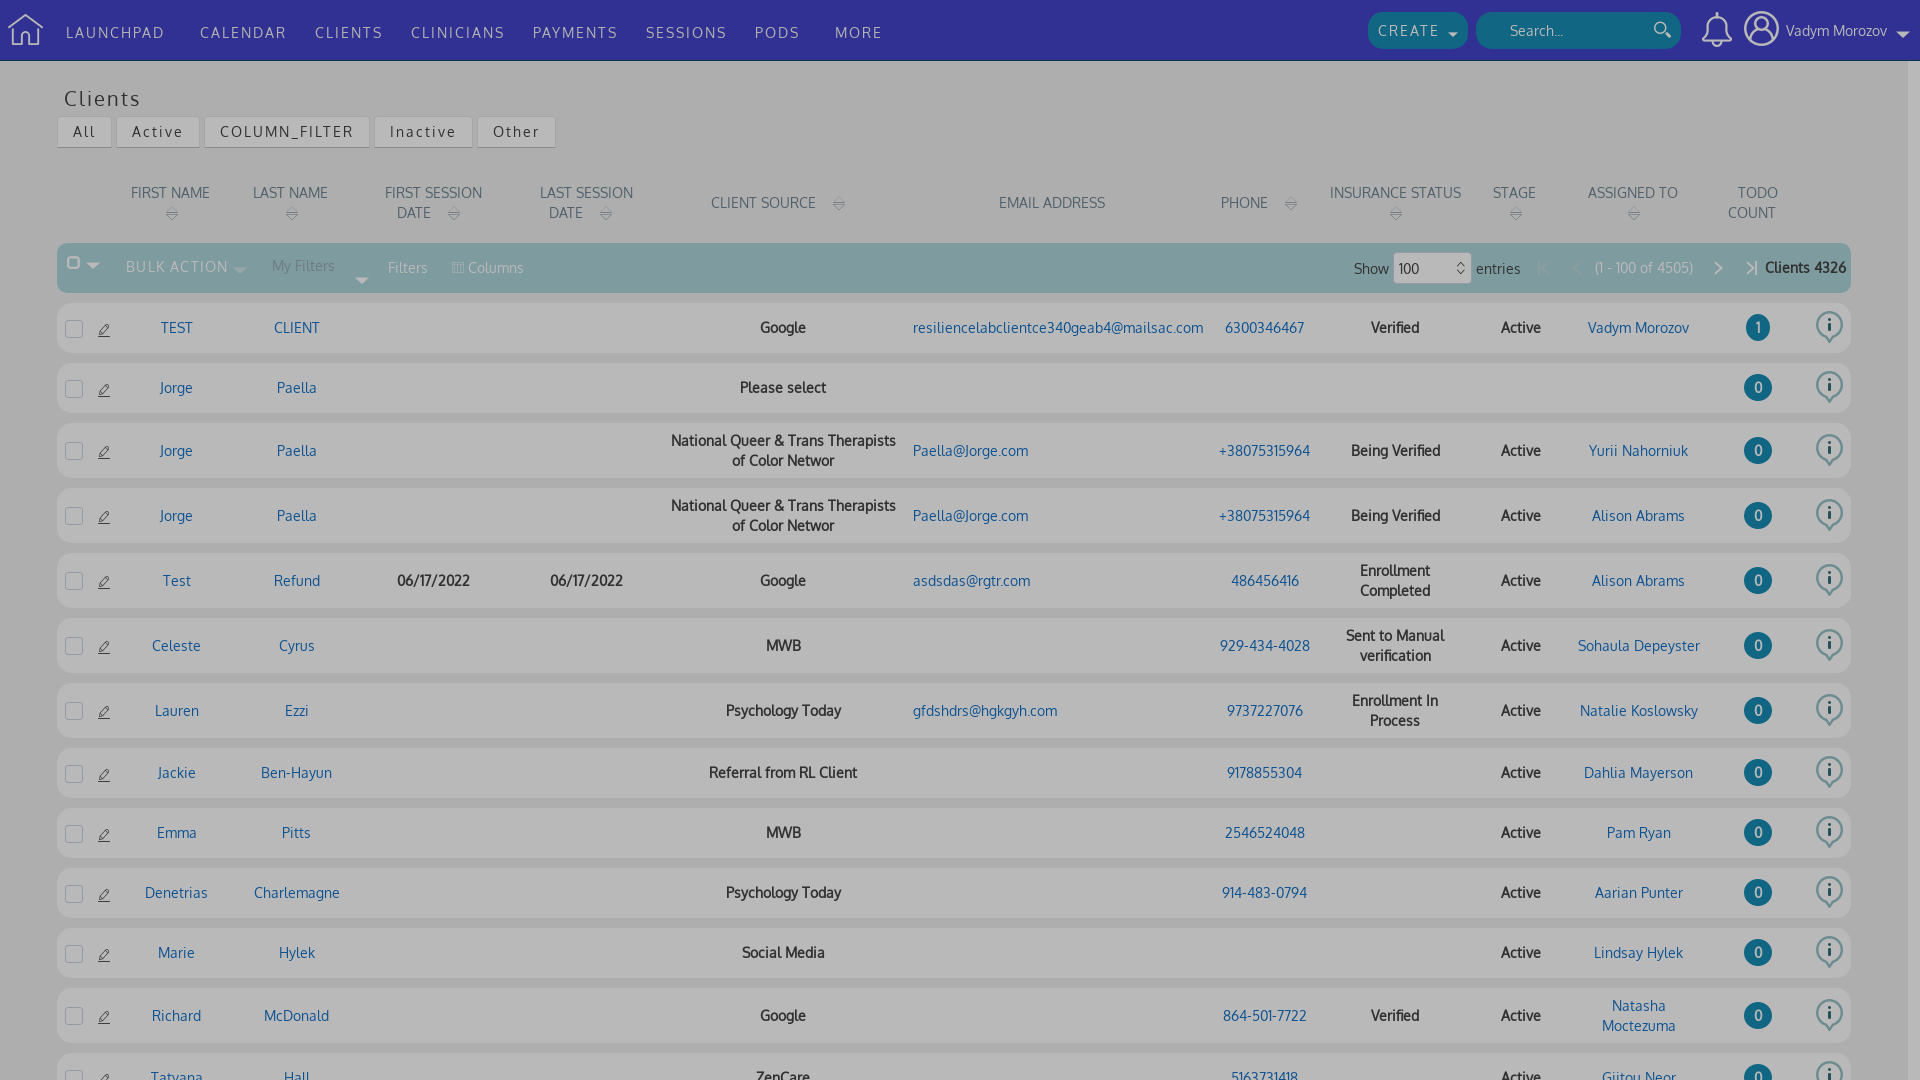 LAUNCHPAD CALENDAR CLIENTS CLINICIANS PAYMENTS SESSIONS PODS MORE CREATE Search... Vadym Morozov
Clients
All Active COLUMN_FILTER Inactive Other
FIRST NAME LAST NAME FIRST SESSION DATE LAST SESSION DATE CLIENT SOURCE EMAIL ADDRESS PHONE INSURANCE STATUS STAGE ASSIGNED TO TODO COUNT
BULK ACTION My Filters Filters Columns Show 100 entries (1 - 100 of 4505) Clients 4326
TEST CLIENT Google resiliencelabclientce340geab4@mailsac.com 6300346467 Verified Active Vadym Morozov 1
Jorge Paella Please select 0
Jorge Paella National Queer & Trans Therapists of Color Networ Paella@Jorge.com +38075315964 Being Verified Active Yurii Nahorniuk 0
Jorge Paella National Queer & Trans Therapists of Color Networ Paella@Jorge.com +38075315964 Being Verified Active Alison Abrams 0
Test Refund 06/17/2022 06/17/2022 Google asdsdas@rgtr.com 486456416 Enrollment Completed Active Alison Abrams 0
Celeste Cyrus MWB 929-434-4028 Sent to Manual verification Active Sohaula Depeyster 0
Lauren Ezzi Psychology Today gfdshdrs@hgkgyh.com 9737227076 Enrollment In Process Active Natalie Koslowsky 0
Jackie Ben-Hayun Referral from RL Client 9178855304 Active Dahlia Mayerson 0
Emma Pitts MWB 2546524048 Active Pam Ryan 0
Denetrias Charlemagne Psychology Today 914-483-0794 Active Aarian Punter 0
Marie Hylek Social Media Active Lindsay Hylek 0
Richard McDonald Google 864-501-7722 Verified Active Natasha Moctezuma 0
Tatyana Hall ZenCare 5163731418 Active 0